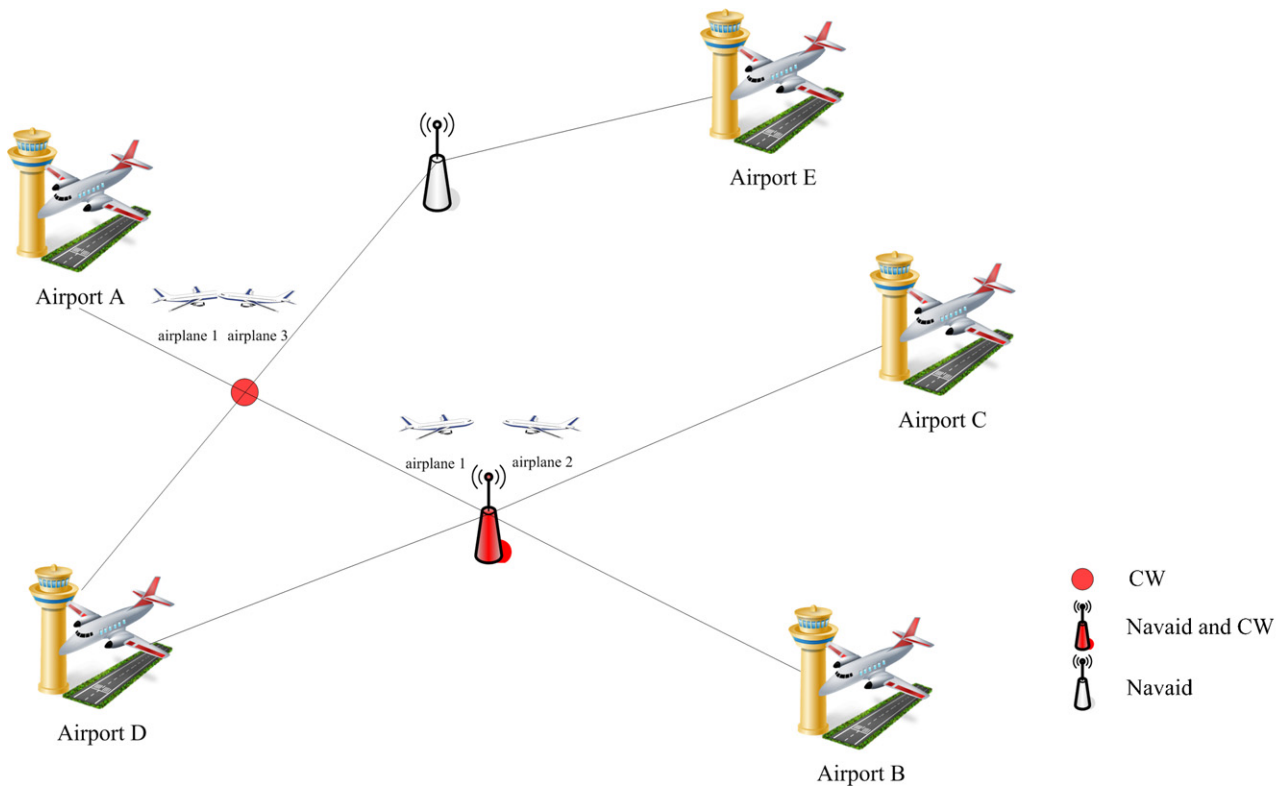 Airport E
Airport A
airplane 1 airplane 3
Airport C
airplane 1 airplane 2
CW
Navaid and CW
Navaid
Airport D
Airport B